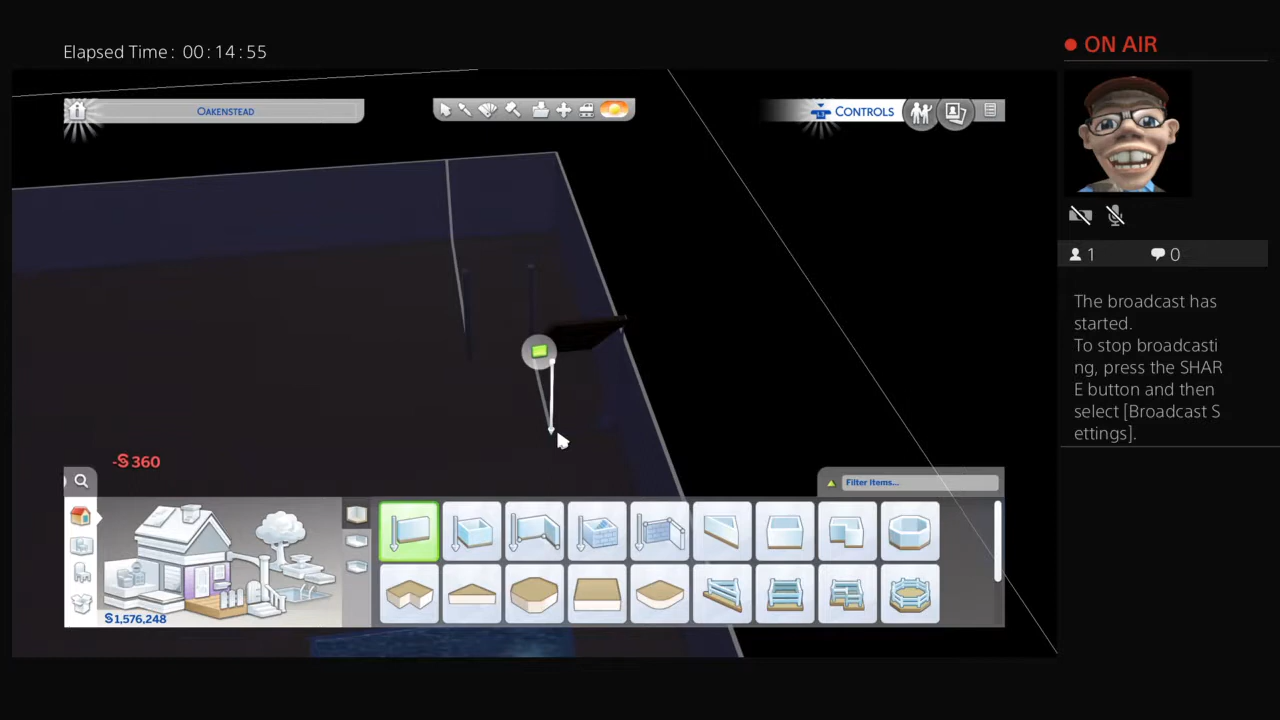 Elapsed Time: 00:14:55
ON AIR
OAKENSTEAD
CONTROLS
1 0
The broadcast has
started.
To stop broadcasti
ng, press the SHAR
E button and then
select [Broadcast S
ettings].
-§360
Filter Items...
§1,576,248